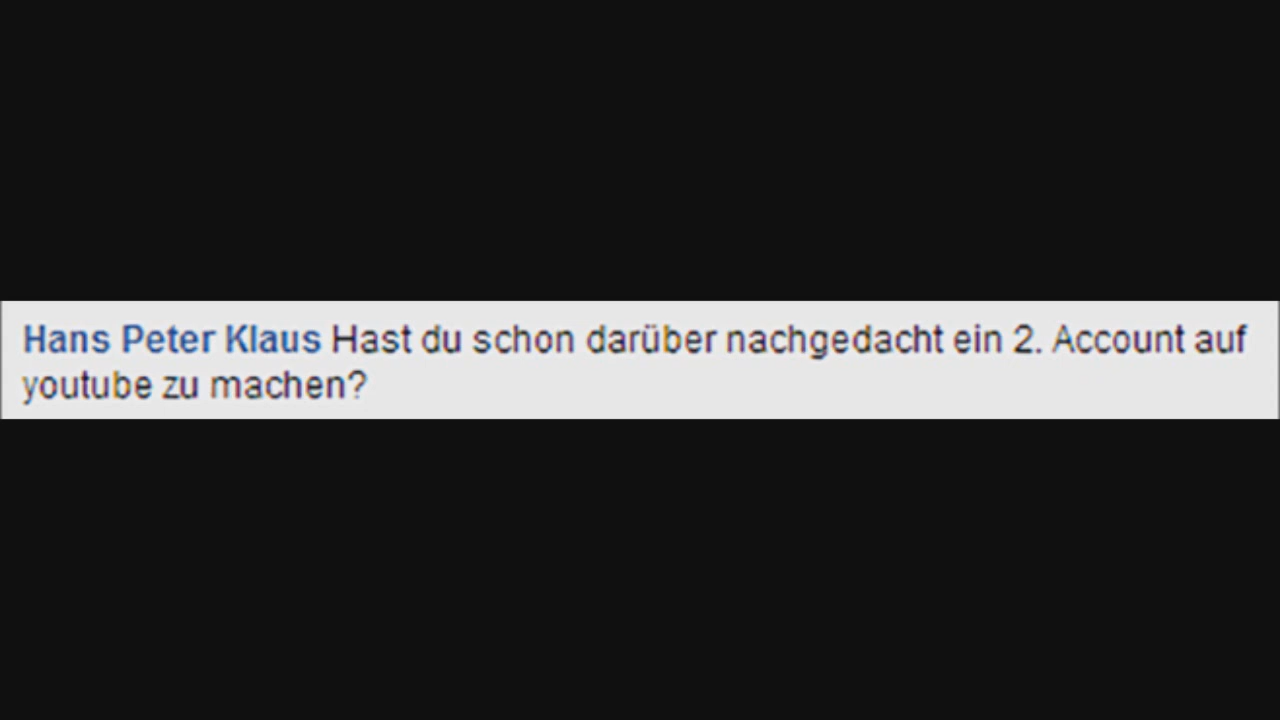 Hans Peter Klaus Hast du schon darüber nachgedacht ein 2. Account auf
youtube zu machen?